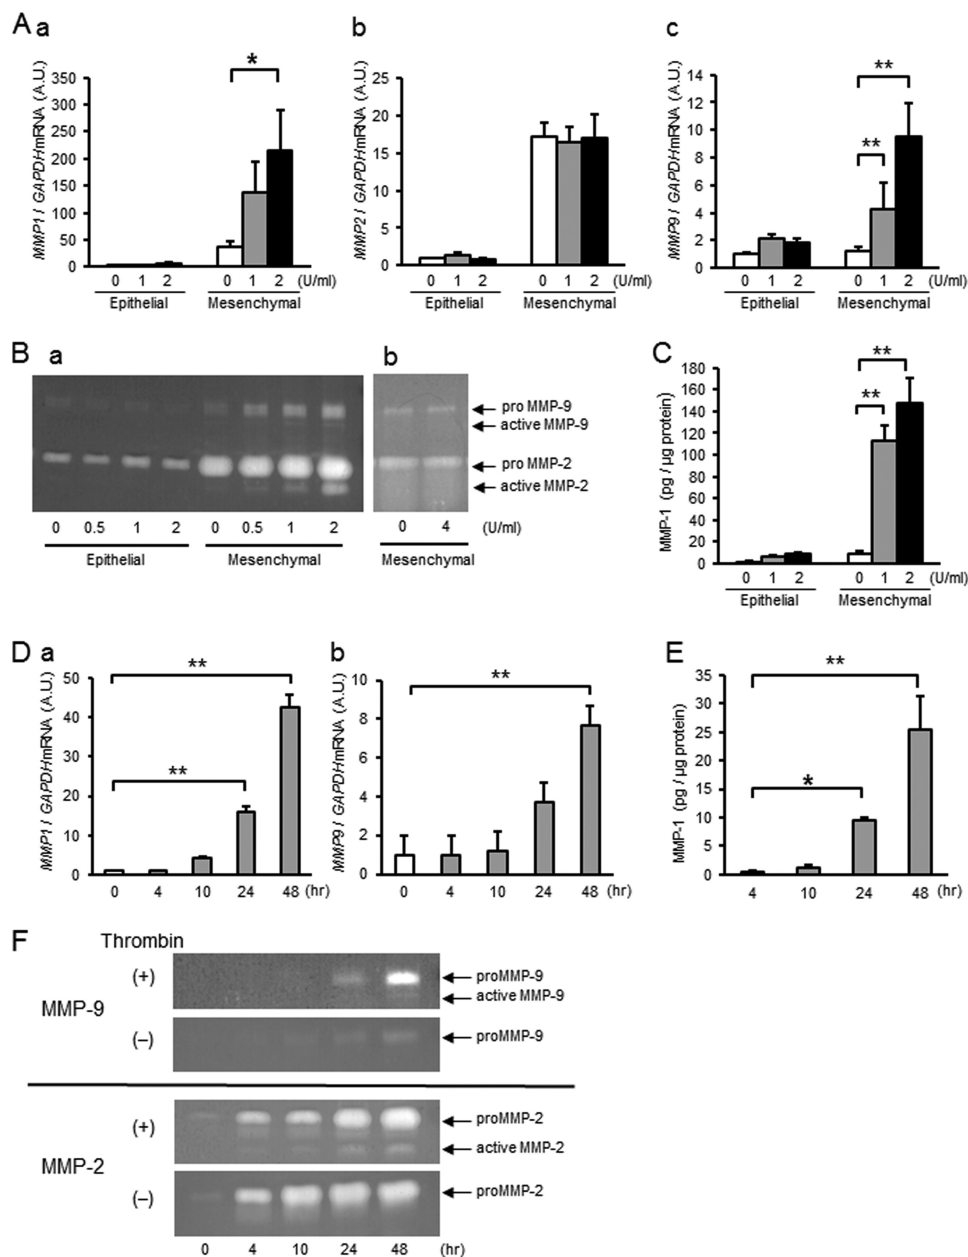 A a
MMP1 / GAPDH mRNA (A.U.)
350
300
250
200
150
100
50
0
*
0 1 2 (U/ml)
Epithelial
0 1 2
Mesenchymal
b
MMP2 / GAPDH mRNA (A.U.)
25
20
15
10
5
0
0 1 2 (U/ml)
Epithelial
0 1 2
Mesenchymal
c
MMP9 / GAPDH mRNA (A.U.)
14
12
10
8
6
4
2
0
**
**
0 1 2 (U/ml)
Epithelial
0 1 2
Mesenchymal
B a
0 0.5 1 2 0 0.5 1 2
Epithelial Mesenchymal
b
pro MMP-9
active MMP-9
pro MMP-2
active MMP-2
0 4 (U/ml)
Mesenchymal
C
MMP-1 (pg / µg protein)
180
160
140
120
100
80
60
40
20
0
**
**
0 1 2 0 1 2 (U/ml)
Epithelial Mesenchymal
D a
MMP1 / GAPDH mRNA (A.U.)
50
40
30
20
10
0
**
**
0 4 10 24 48 (hr)
b
MMP9 / GAPDH mRNA (A.U.)
10
8
6
4
2
0
**
0 4 10 24 48 (hr)
E
MMP-1 (pg / µg protein)
35
30
25
20
15
10
5
0
**
*
4 10 24 48 (hr)
F
Thrombin
MMP-9
(+)
proMMP-9
active MMP-9
(–)
proMMP-9
MMP-2
(+)
proMMP-2
active MMP-2
(–)
proMMP-2
0 4 10 24 48 (hr)